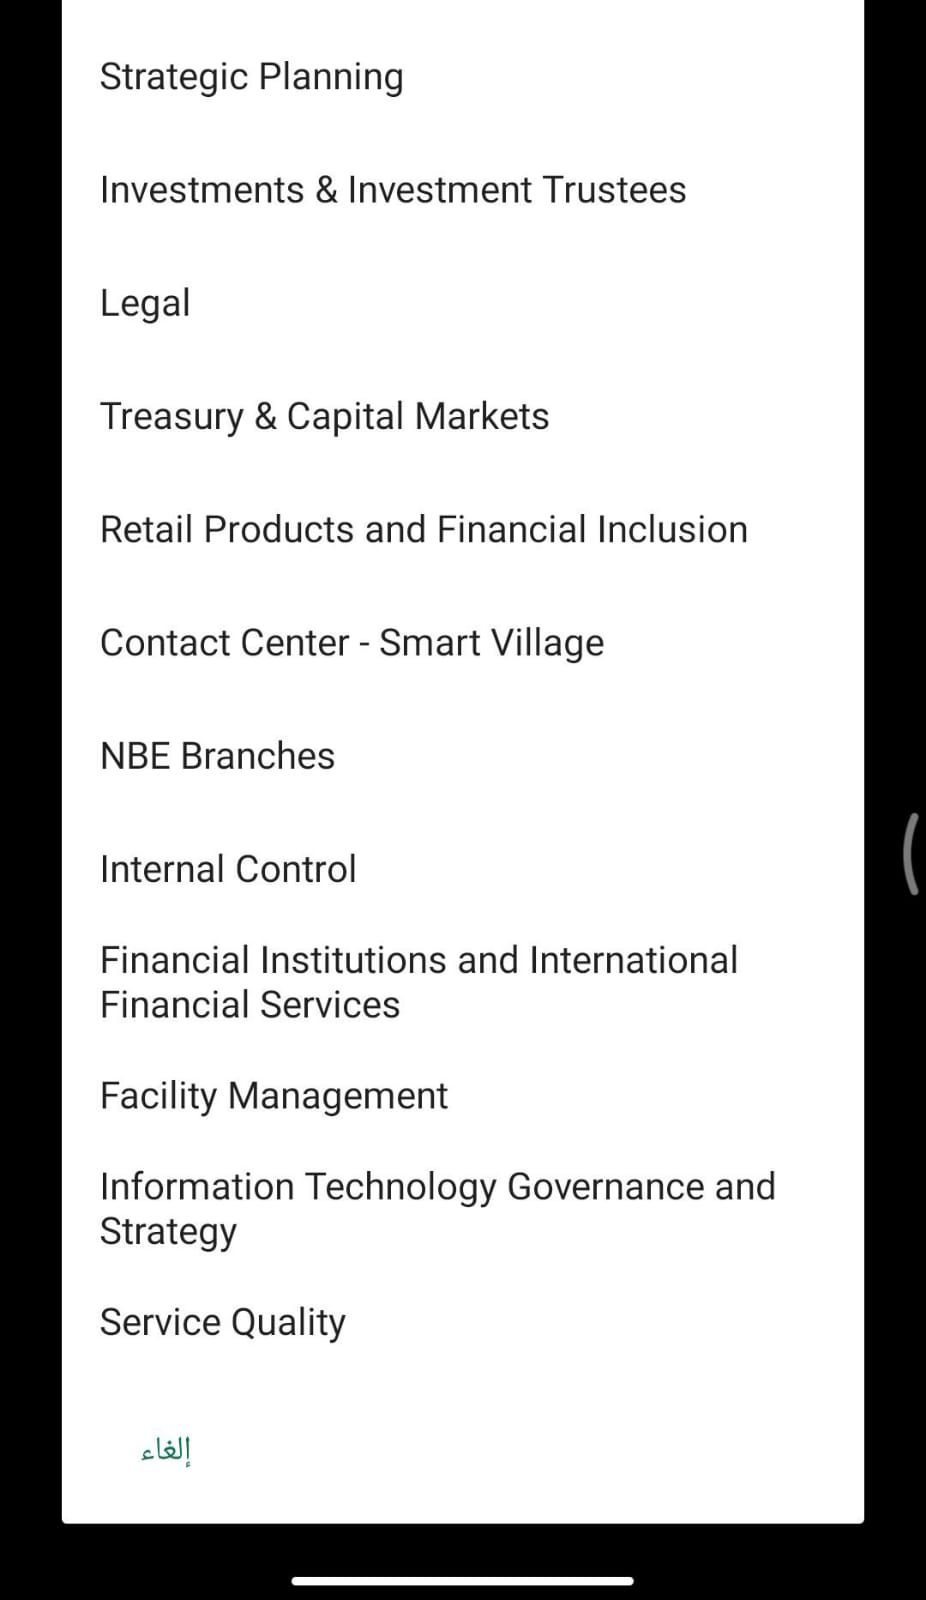 Strategic Planning
Investments & Investment Trustees
Legal
Treasury & Capital Markets
Retail Products and Financial Inclusion
Contact Center - Smart Village
NBE Branches
Internal Control
Financial Institutions and International
Financial Services
Facility Management
Information Technology Governance and
Strategy
Service Quality
إلغاء